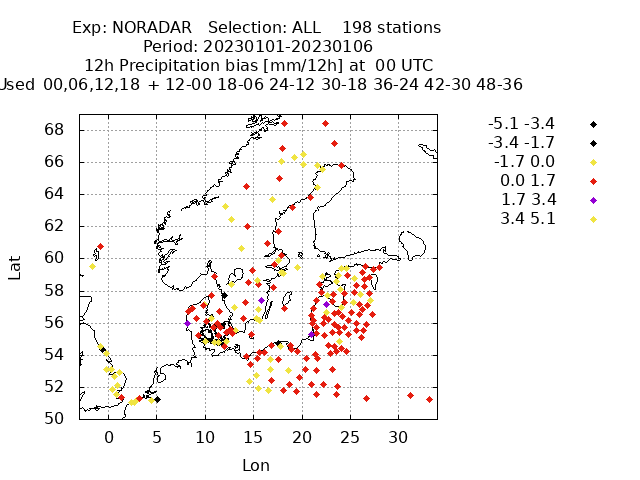 Exp: NORADAR Selection: ALL 198 stations
Period: 20230101-20230106
12h Precipitation bias [mm/12h] at 00 UTC
Used 00,06,12,18 + 12-00 18-06 24-12 30-18 36-24 42-30 48-36
-5.1 -3.4
-3.4 -1.7
-1.7 0.0
0.0 1.7
1.7 3.4
3.4 5.1
68
66
64
62
60
58
56
54
52
50
Lat
0 5 10 15 20 25 30
Lon